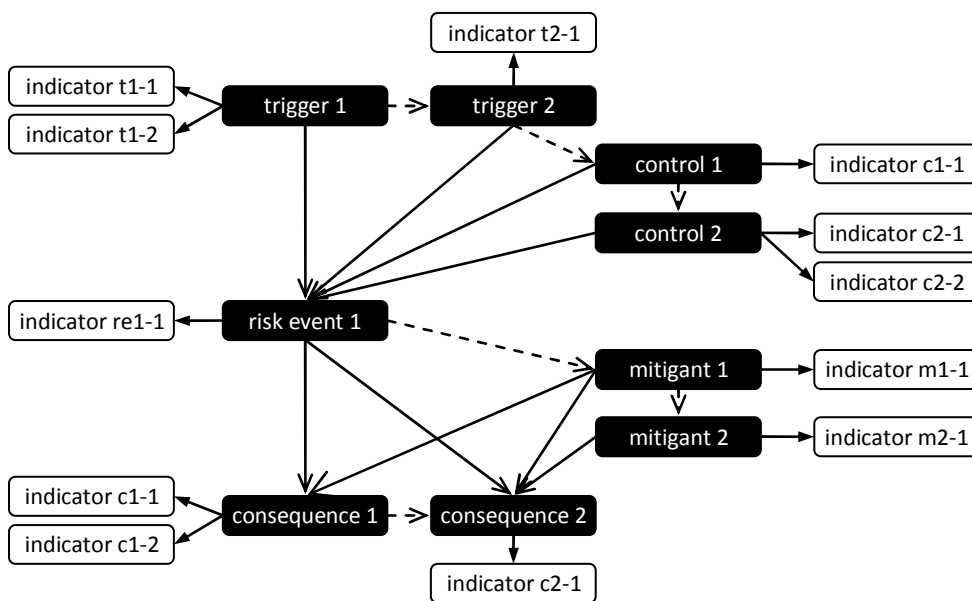 indicator t2-1
indicator t1-1
trigger 1
trigger 2
indicator t1-2
control 1
indicator c1-1
control 2
indicator c2-1
indicator c2-2
indicator re1-1
risk event 1
mitigant 1
indicator m1-1
mitigant 2
indicator m2-1
indicator c1-1
consequence 1
consequence 2
indicator c1-2
indicator c2-1